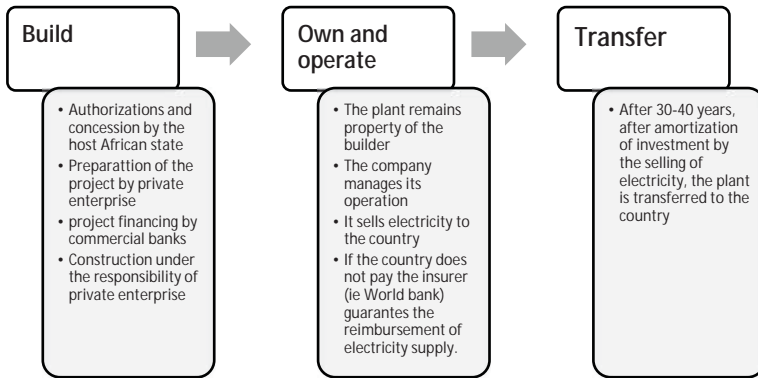 Build
• Authorizations and
concession by the
host African state
• Preparattion of the
project by private
enterprise
• project financing by
commercial banks
• Construction under
the responsibility of
private enterprise
Own and
operate
• The plant remains
property of the
builder
• The company
manages its
operation
• It sells electricity to
the country
• If the country does
not pay the insurer
(ie World bank)
guarantes the
reimbursement of
electricity supply.
Transfer
• After 30-40 years,
after amortization
of investment by
the selling of
electricity, the plant
is transferred to the
country